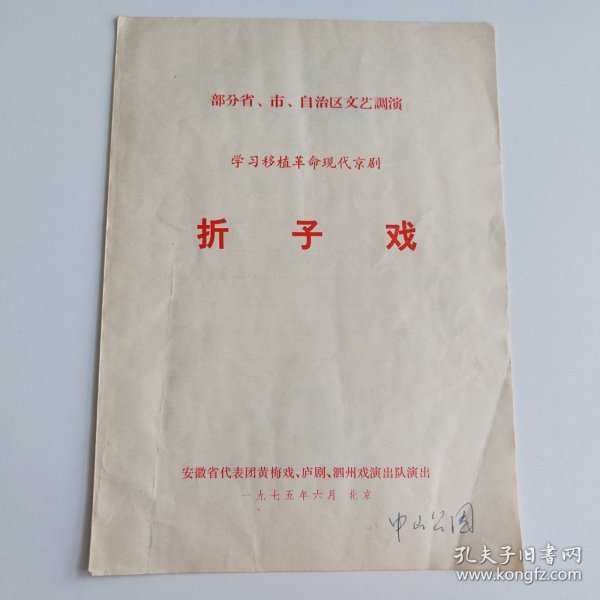 部分省、市、自治区文艺調演
学习移植革命现代京剧
折子戏
安徽省代表团黄梅戏、庐剧、泗州戏演出队演出
一九七五年六月 北京
中山公园
孔夫子旧书网
www.kongfz.com